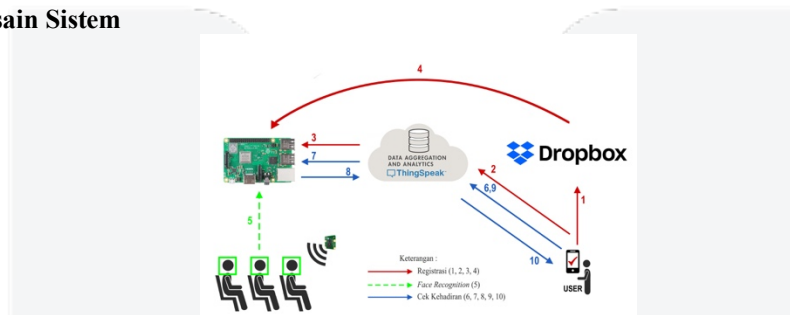 sain Sistem
4
3
7
8
DATA AGGREGATION
AND ANALYTICS
ThingSpeak
Dropbox
2
6,9
1
5
10
USER
Keterangan :
Registrasi (1, 2, 3, 4)
Face Recognition (5)
Cek Kehadiran (6, 7, 8, 9, 10)